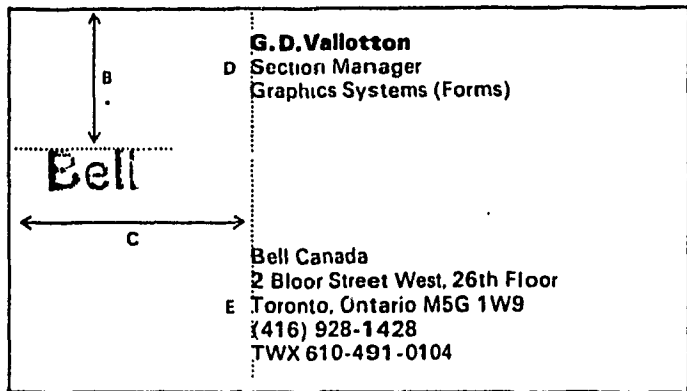 G.D.Vallotton
B
D Section Manager
Graphics Systems (Forms)
Bell
C
Bell Canada
2 Bloor Street West, 26th Floor
E Toronto, Ontario M5G 1W9
(416) 928-1428
TWX 610-491-0104